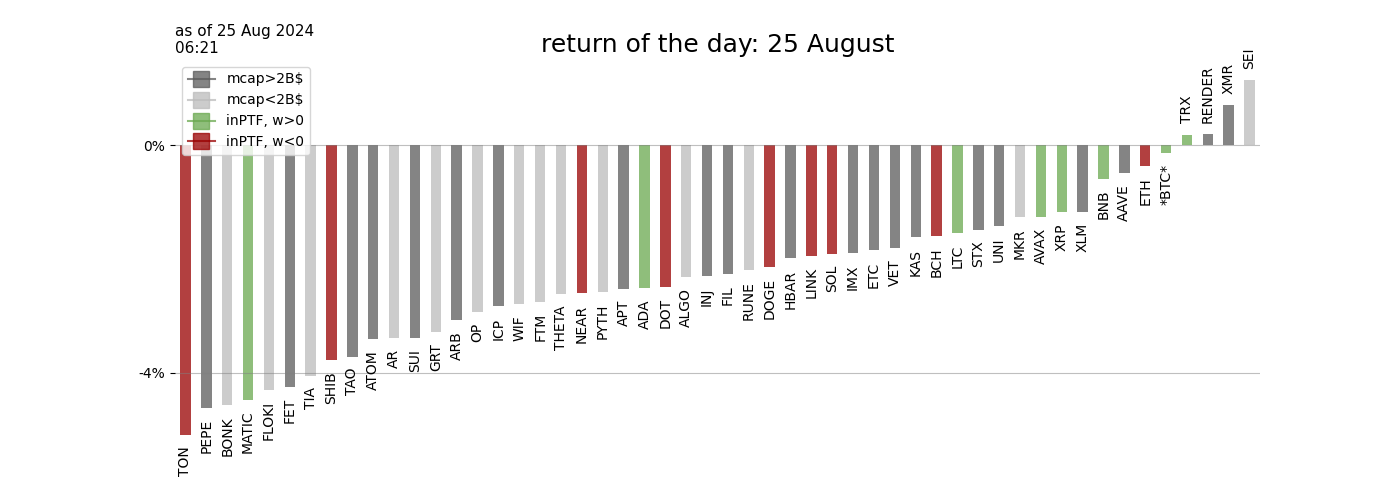 as of 25 Aug 2024
06:21
return of the day: 25 August
mcap>2B$
mcap<2B$
inPTF, w>0
inPTF, w<0
0%
-4%
TON
PEPE
BONK
MATIC
FLOKI
FET
TIA
SHIB
TAO
ATOM
AR
SUI
GRT
ARB
OP
ICP
WIF
FTM
THETA
NEAR
PYTH
APT
ADA
DOT
ALGO
INJ
FIL
RUNE
DOGE
HBAR
LINK
SOL
IMX
ETC
VET
KAS
BCH
LTC
STX
UNI
MKR
AVAX
XRP
XLM
BNB
AAVE
ETH
*BTC*
TRX
RENDER
XMR
SEI